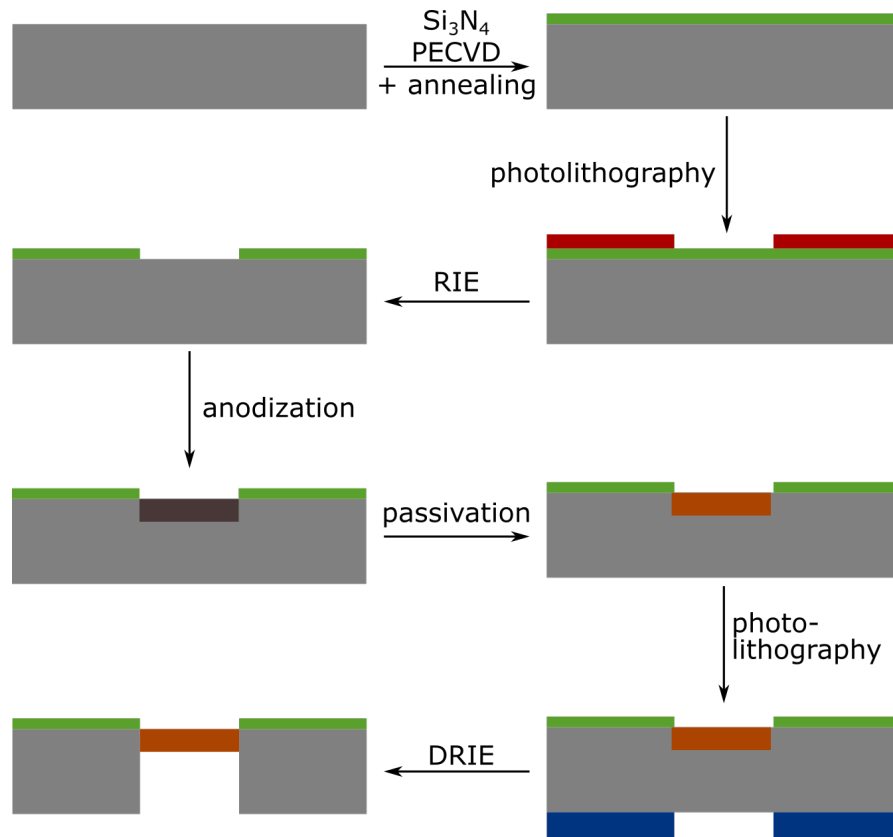 Si₃N₄
PECVD
+ annealing
photolithography
RIE
anodization
passivation
photo-
lithography
DRIE